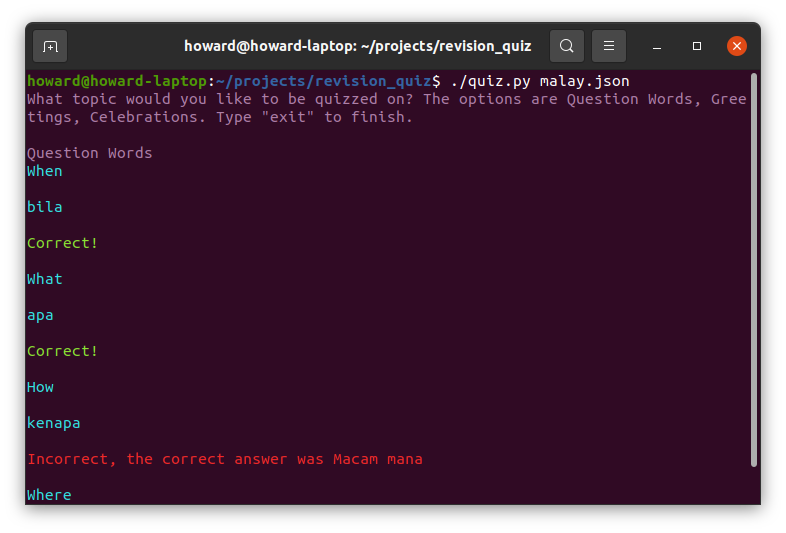 howard@howard-laptop: ~/projects/revision_quiz
howard@howard-laptop:~/projects/revision_quiz$ ./quiz.py malay.json
What topic would you like to be quizzed on? The options are Question Words, Gree
tings, Celebrations. Type "exit" to finish.
Question Words
When
bila
Correct!
What
apa
Correct!
How
kenapa
Incorrect, the correct answer was Macam mana
Where